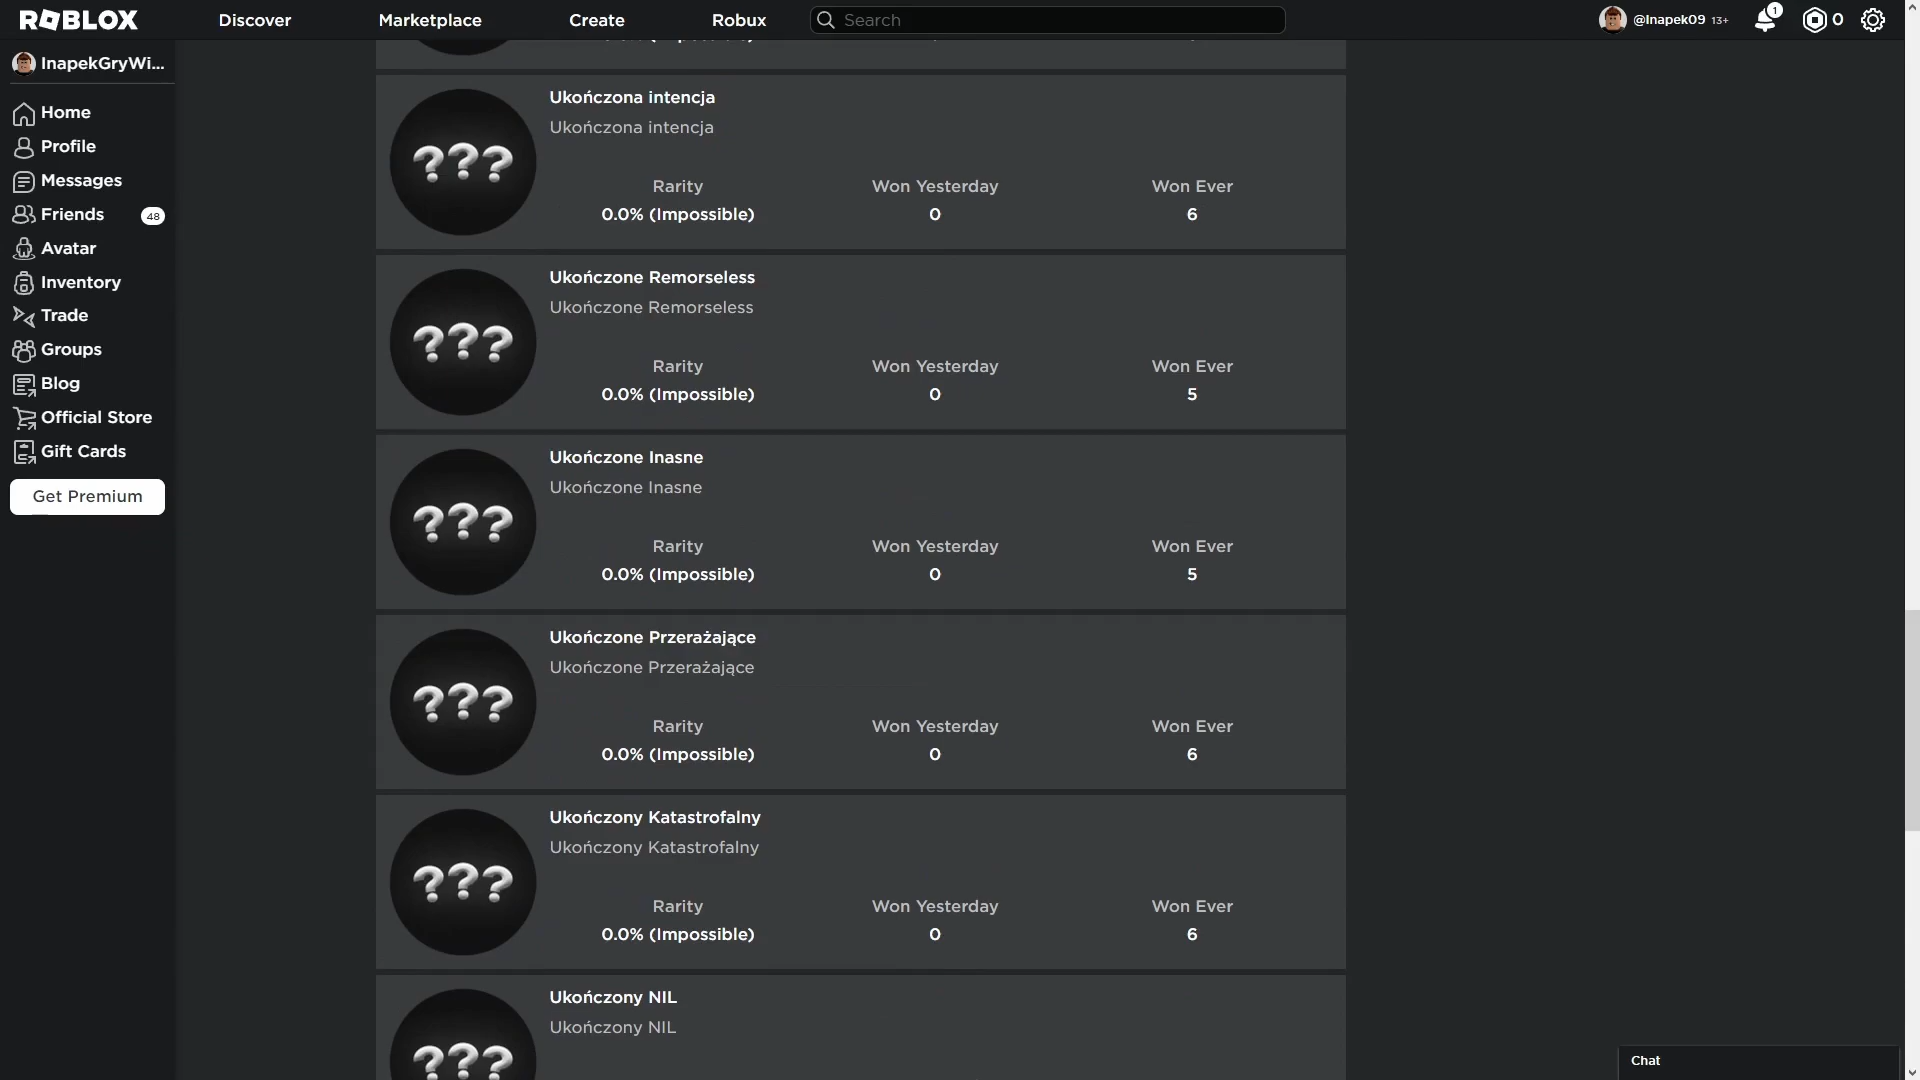 ROBLOX
Discover
Marketplace
Create
Robux
Search
@Inapek09 13+
1
0
InapekGryWi...
Home
Profile
Messages
Friends 48
Avatar
Inventory
Trade
Groups
Blog
Official Store
Gift Cards
Get Premium
Ukończona intencja
Ukończona intencja
Rarity Won Yesterday Won Ever
0.0% (Impossible) 0 6
???
Ukończone Remorseless
Ukończone Remorseless
Rarity Won Yesterday Won Ever
0.0% (Impossible) 0 5
???
Ukończone Inasne
Ukończone Inasne
Rarity Won Yesterday Won Ever
0.0% (Impossible) 0 5
???
Ukończone Przerażające
Ukończone Przerażające
Rarity Won Yesterday Won Ever
0.0% (Impossible) 0 6
???
Ukończony Katastrofalny
Ukończony Katastrofalny
Rarity Won Yesterday Won Ever
0.0% (Impossible) 0 6
???
Ukończony NIL
Ukończony NIL
???
Chat